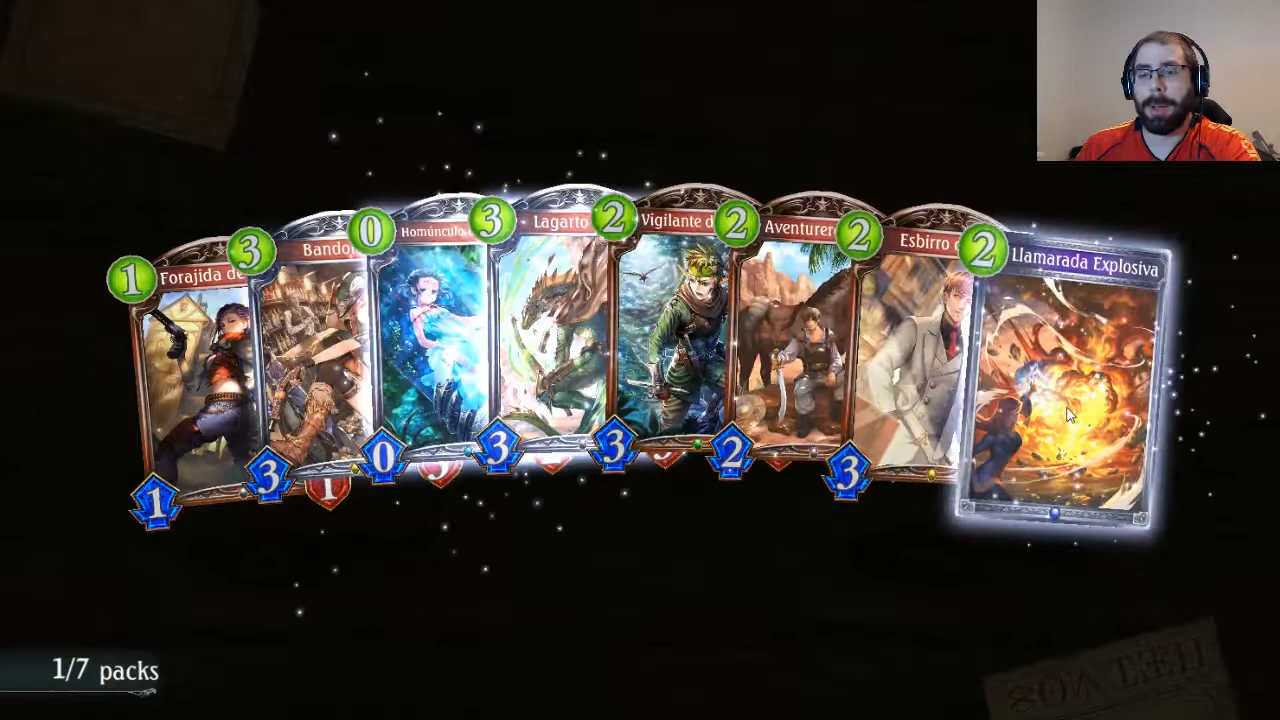 1
Forajida de
3
Bando
0
Homúnculo
3
Lagarto
2
Vigilante d
2
Aventurer
2
Esbirro
2
Llamarada Explosiva
1
3
1
0
3
3
2
3
1/7 packs